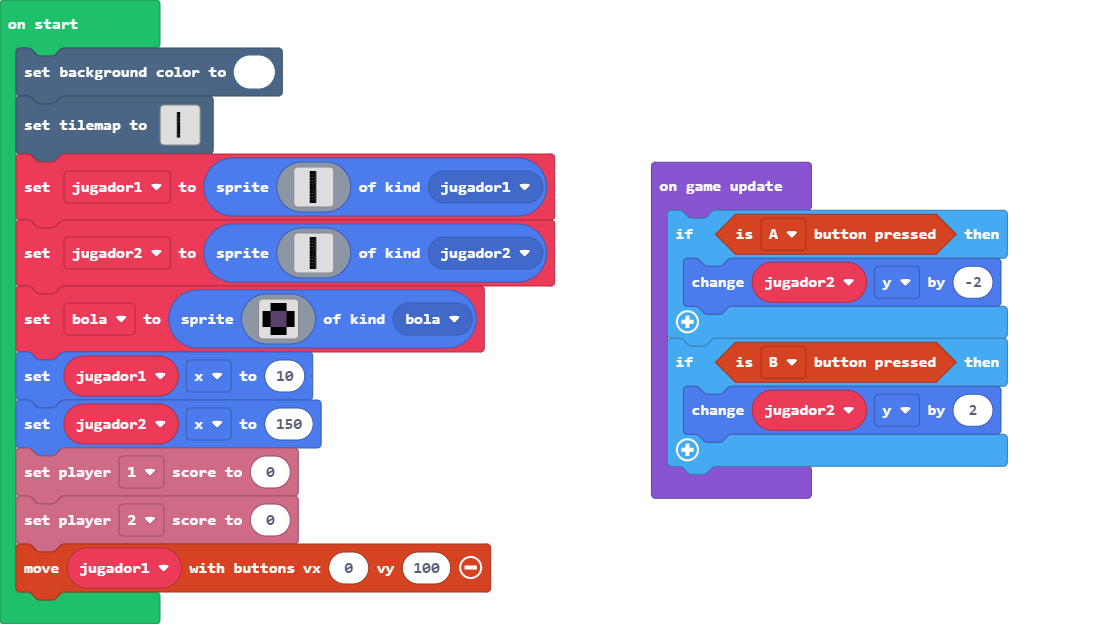 on start
set background color to
set tilemap to
set jugador1 to sprite of kind jugador1
set jugador2 to sprite of kind jugador2
set bola to sprite of kind bola
set jugador1 x to 10
set jugador2 x to 150
set player 1 score to 0
set player 2 score to 0
move jugador1 with buttons vx 0 vy 100
on game update
if is A button pressed then
change jugador2 y by -2
if is B button pressed then
change jugador2 y by 2